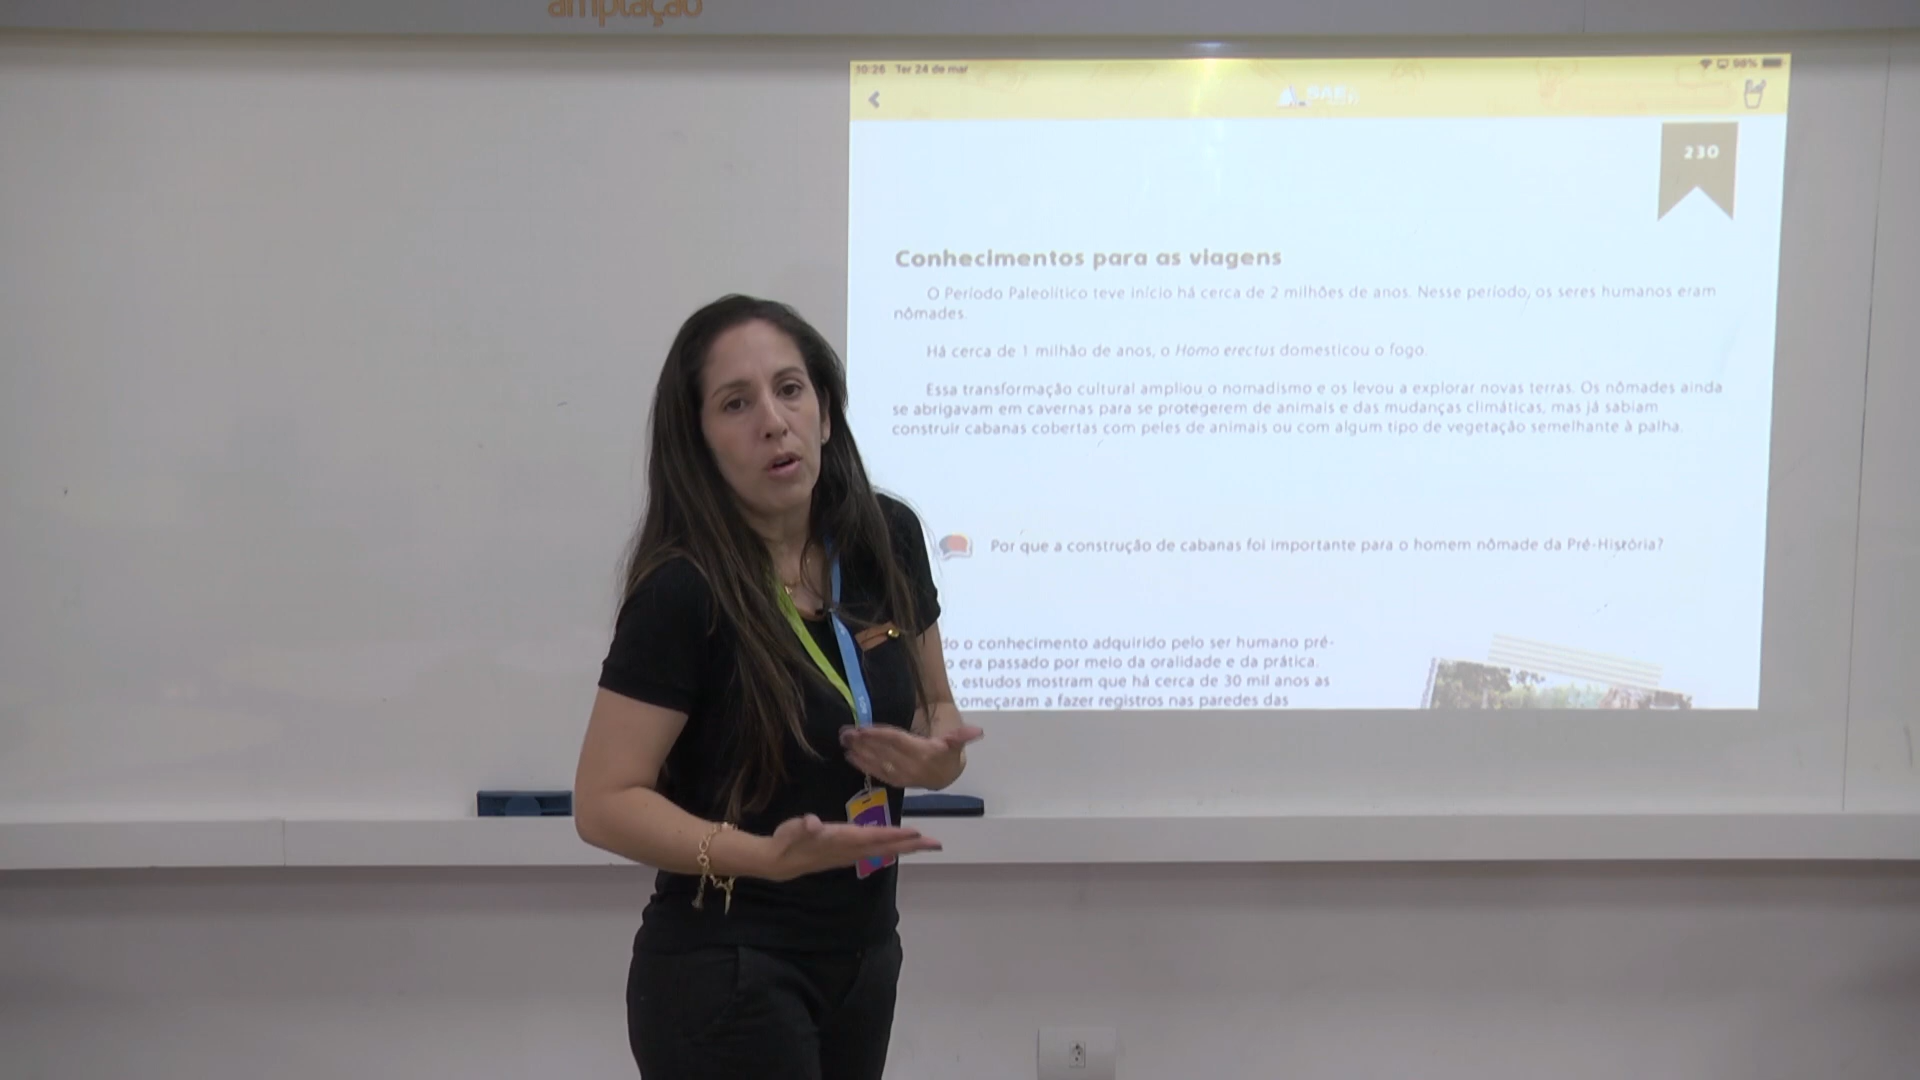 amplação
10:26 Ter 24 de mar
98%
SAE
230
Conhecimentos para as viagens
O Período Paleolítico teve início há cerca de 2 milhões de anos. Nesse período, os seres humanos eram
nômades.
Há cerca de 1 milhão de anos, o Homo erectus domesticou o fogo.
Essa transformação cultural ampliou o nomadismo e os levou a explorar novas terras. Os nômades ainda
se abrigavam em cavernas para se protegerem de animais e das mudanças climáticas, mas já sabiam
construir cabanas cobertas com peles de animais ou com algum tipo de vegetação semelhante à palha.
Por que a construção de cabanas foi importante para o homem nômade da Pré-História?
do o conhecimento adquirido pelo ser humano pré-
o era passado por meio da oralidade e da prática.
, estudos mostram que há cerca de 30 mil anos as
começaram a fazer registros nas paredes das